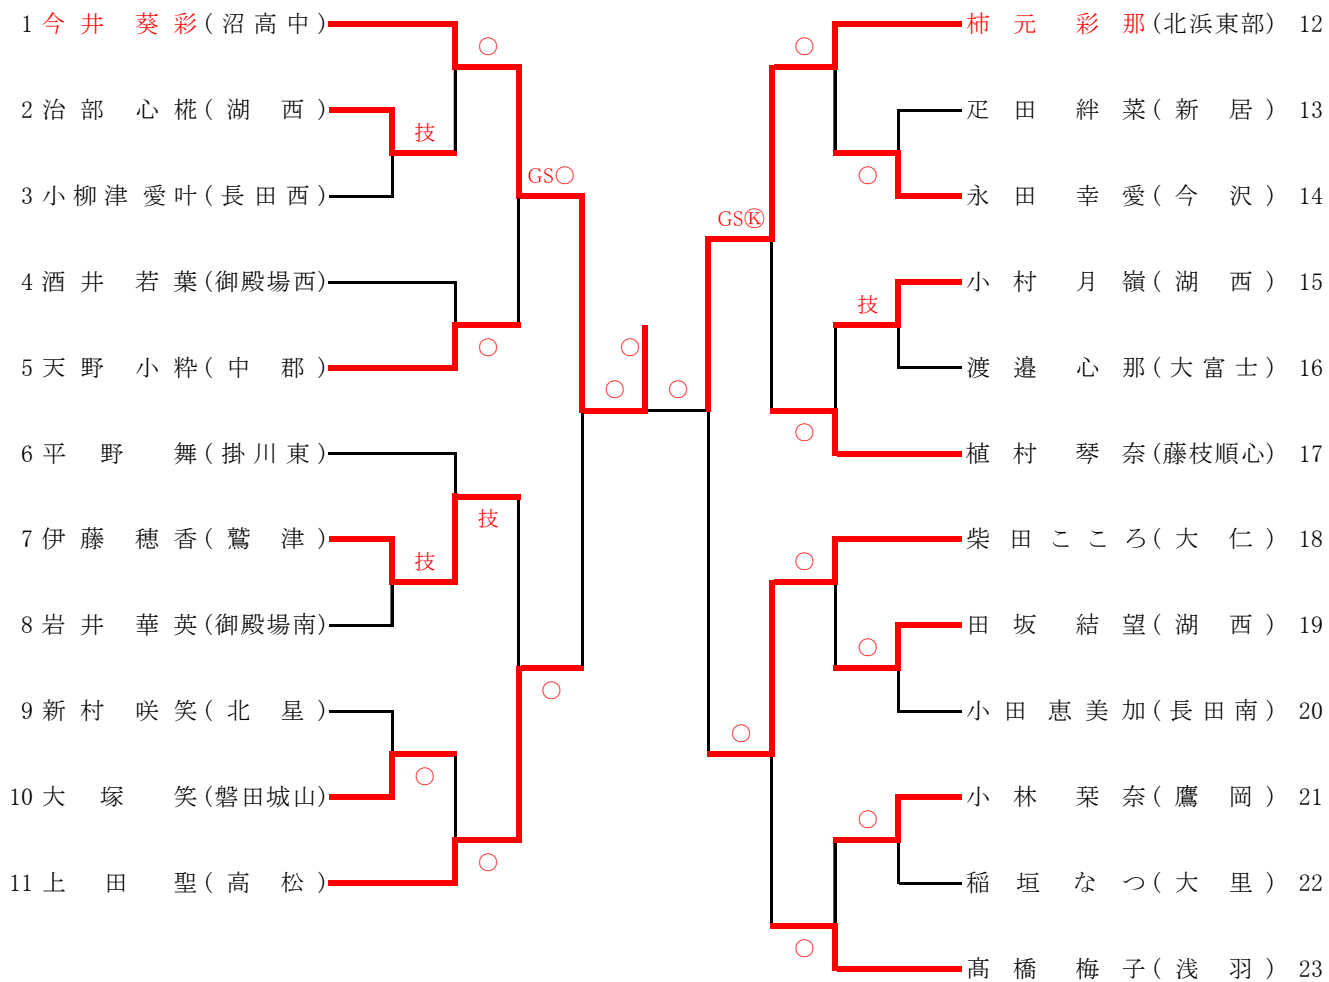 1 今井 葵彩 (沼高中)
2 治部 心椛 (湖西)
3 小柳津 愛叶 (長田西)
4 酒井 若葉 (御殿場西)
5 天野 小粋 (中郡)
6 平野 舞 (掛川東)
7 伊藤 穂香 (鷲津)
8 岩井 華英 (御殿場南)
9 新村 咲笑 (北星)
10 大塚 笑 (磐田城山)
11 上田 聖 (高松)
○
技
GS○
○
技
技
○
○
○
○
○
○
○
○
GSⓀ
技
○
○
○
○
○
○
柿元 彩那 (北浜東部) 12
疋田 絆菜 (新居) 13
永田 幸愛 (今沢) 14
小村 月嶺 (湖西) 15
渡邉 心那 (大富士) 16
植村 琴奈 (藤枝順心) 17
柴田 こころ (大仁) 18
田坂 結望 (湖西) 19
小田 恵美加 (長田南) 20
小林 栞奈 (鷹岡) 21
稲垣 なつ (大里) 22
髙橋 梅子 (浅羽) 23